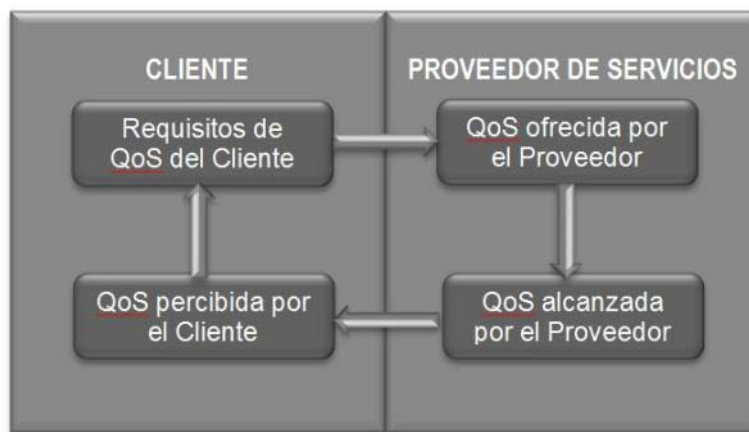 CLIENTE
PROVEEDOR DE SERVICIOS
Requisitos de
QoS del Cliente
QoS ofrecida por
el Proveedor
QoS percibida por
el Cliente
QoS alcanzada
por el Proveedor